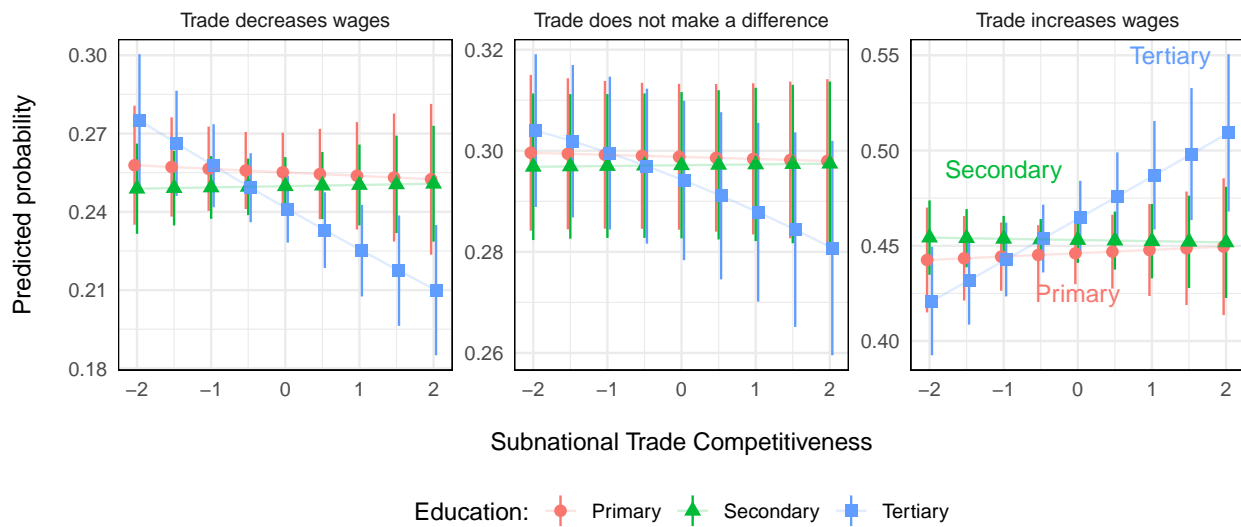 Trade decreases wages
Trade does not make a difference
Trade increases wages
Predicted probability
0.30
0.27
0.24
0.21
0.18
0.32
0.30
0.28
0.26
0.55
0.50
0.45
0.40
Tertiary
Secondary
Primary
−2 −1 0 1 2
−2 −1 0 1 2
−2 −1 0 1 2
Subnational Trade Competitiveness
Education: Primary Secondary Tertiary